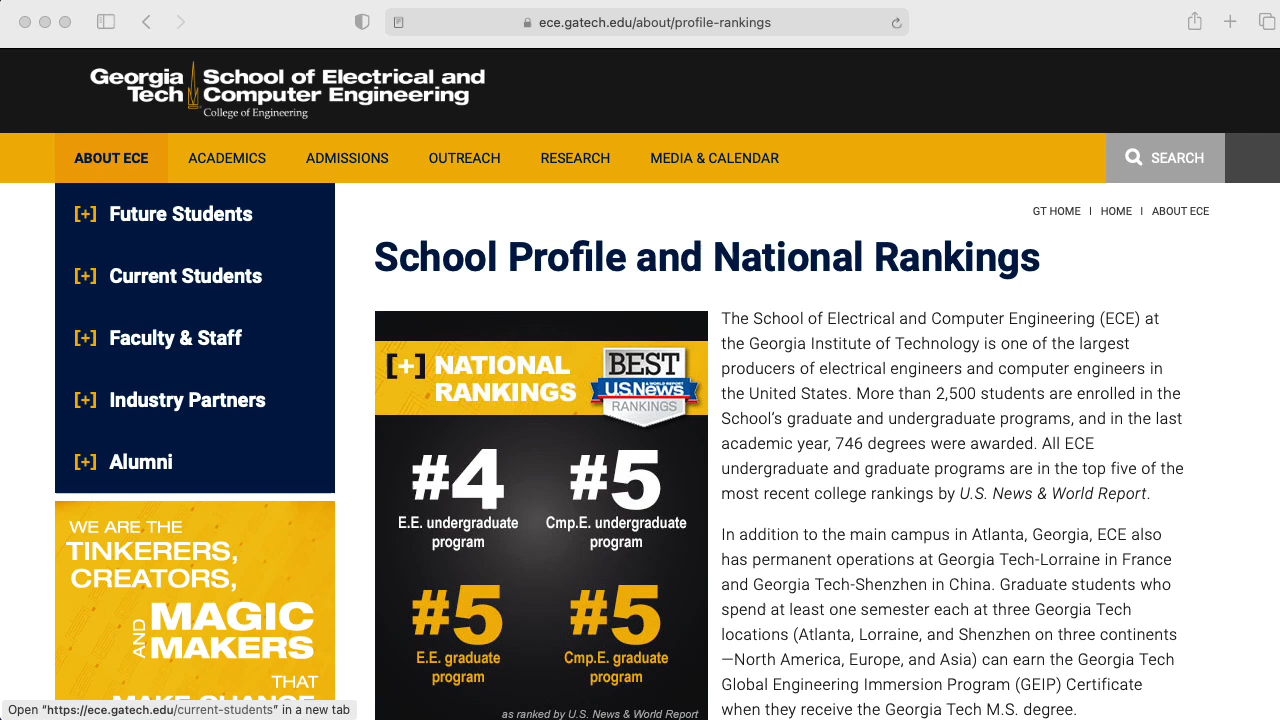 ece.gatech.edu/about/profile-rankings
Georgia Tech
School of Electrical and
Computer Engineering
College of Engineering
ABOUT ECE ACADEMICS ADMISSIONS OUTREACH RESEARCH MEDIA & CALENDAR SEARCH
[+] Future Students
[+] Current Students
[+] Faculty & Staff
[+] Industry Partners
[+] Alumni
WE ARE THE
TINKERERS,
CREATORS,
AND MAGIC
MAKERS
THAT
MAKE CHANGE
Open "https://ece.gatech.edu/current-students" in a new tab
GT HOME I HOME I ABOUT ECE
School Profile and National Rankings
[+] NATIONAL
RANKINGS
BEST
U.S.News
& WORLD REPORT
RANKINGS
#4
E.E. undergraduate
program
#5
Cmp.E. undergraduate
program
#5
E.E. graduate
program
#5
Cmp.E. graduate
program
as ranked by U.S. News & World Report
The School of Electrical and Computer Engineering (ECE) at
the Georgia Institute of Technology is one of the largest
producers of electrical engineers and computer engineers in
the United States. More than 2,500 students are enrolled in the
School's graduate and undergraduate programs, and in the last
academic year, 746 degrees were awarded. All ECE
undergraduate and graduate programs are in the top five of the
most recent college rankings by U.S. News & World Report.
In addition to the main campus in Atlanta, Georgia, ECE also
has permanent operations at Georgia Tech-Lorraine in France
and Georgia Tech-Shenzhen in China. Graduate students who
spend at least one semester each at three Georgia Tech
locations (Atlanta, Lorraine, and Shenzhen on three continents
—North America, Europe, and Asia) can earn the Georgia Tech
Global Engineering Immersion Program (GEIP) Certificate
when they receive the Georgia Tech M.S. degree.